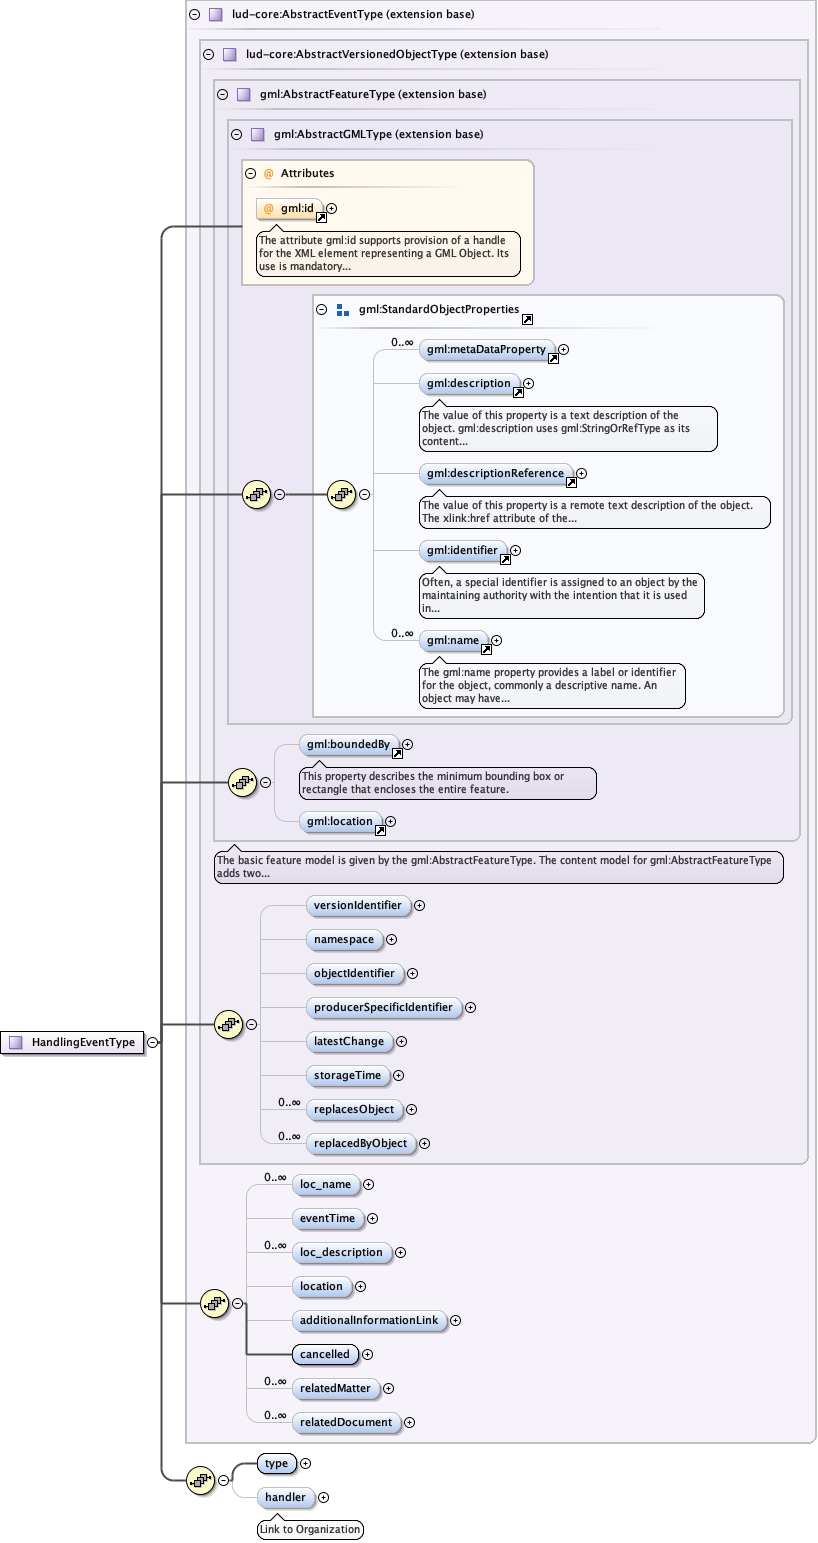 lud-core:AbstractEventType (extension base)
lud-core:AbstractVersionedObjectType (extension base)
gml:AbstractFeatureType (extension base)
gml:AbstractGMLType (extension base)
@ Attributes
@ gml:id
The attribute gml:id supports provision of a handle
for the XML element representing a GML Object. Its
use is mandatory...
gml:StandardObjectProperties
0..∞
gml:metaDataProperty
gml:description
The value of this property is a text description of the
object. gml:description uses gml:StringOrRefType as its
content...
gml:descriptionReference
The value of this property is a remote text description of the object.
The xlink:href attribute of the...
gml:identifier
Often, a special identifier is assigned to an object by the
maintaining authority with the intention that it is used
in...
0..∞
gml:name
The gml:name property provides a label or identifier
for the object, commonly a descriptive name. An
object may have...
gml:boundedBy
This property describes the minimum bounding box or
rectangle that encloses the entire feature.
gml:location
The basic feature model is given by the gml:AbstractFeatureType. The content model for gml:AbstractFeatureType
adds two...
versionIdentifier
namespace
objectIdentifier
producerSpecificIdentifier
HandlingEventType
latestChange
storageTime
0..∞
replacesObject
0..∞
replacedByObject
0..∞
loc_name
eventTime
0..∞
loc_description
location
additionalInformationLink
cancelled
0..∞
relatedMatter
0..∞
relatedDocument
type
handler
Link to Organization